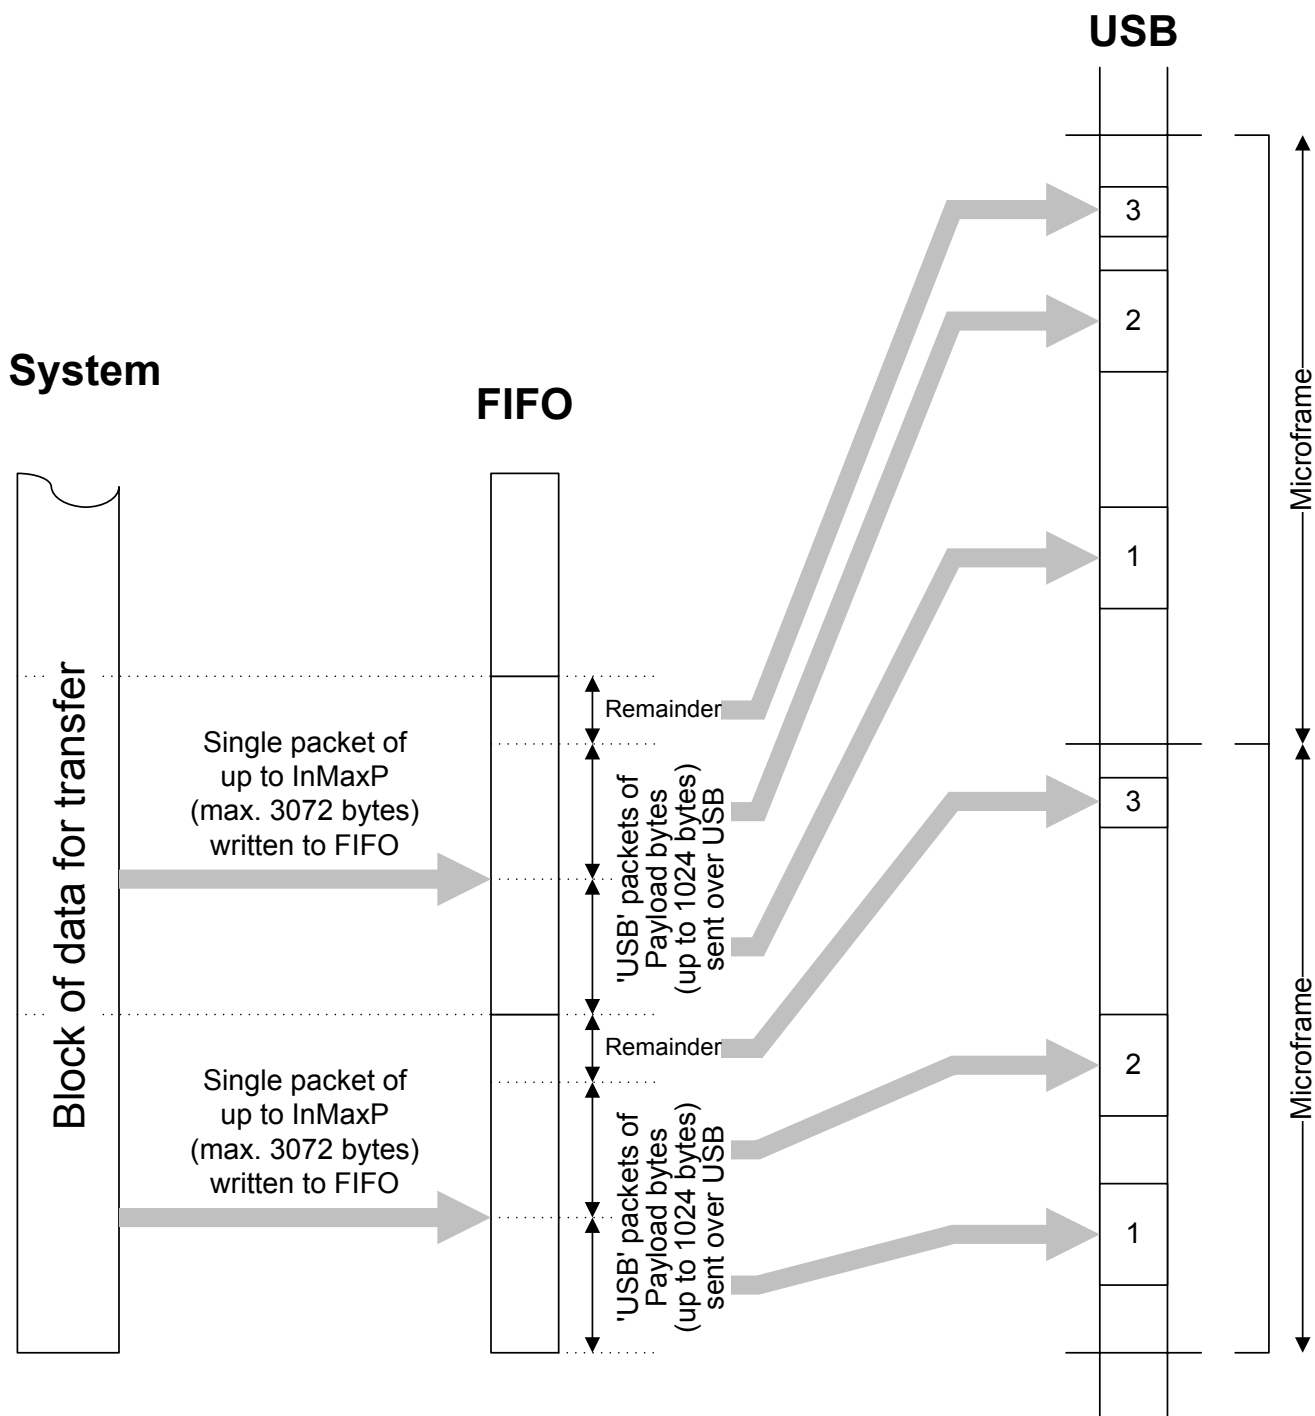 USB
3
2
System
FIFO
Microframe
1
Block of data for transfer
Remainder
Single packet of
up to InMaxP
(max. 3072 bytes)
written to FIFO
'USB' packets of
Payload bytes
(up to 1024 bytes)
sent over USB
3
Remainder
2
Single packet of
up to InMaxP
(max. 3072 bytes)
written to FIFO
'USB' packets of
Payload bytes
(up to 1024 bytes)
sent over USB
Microframe
1